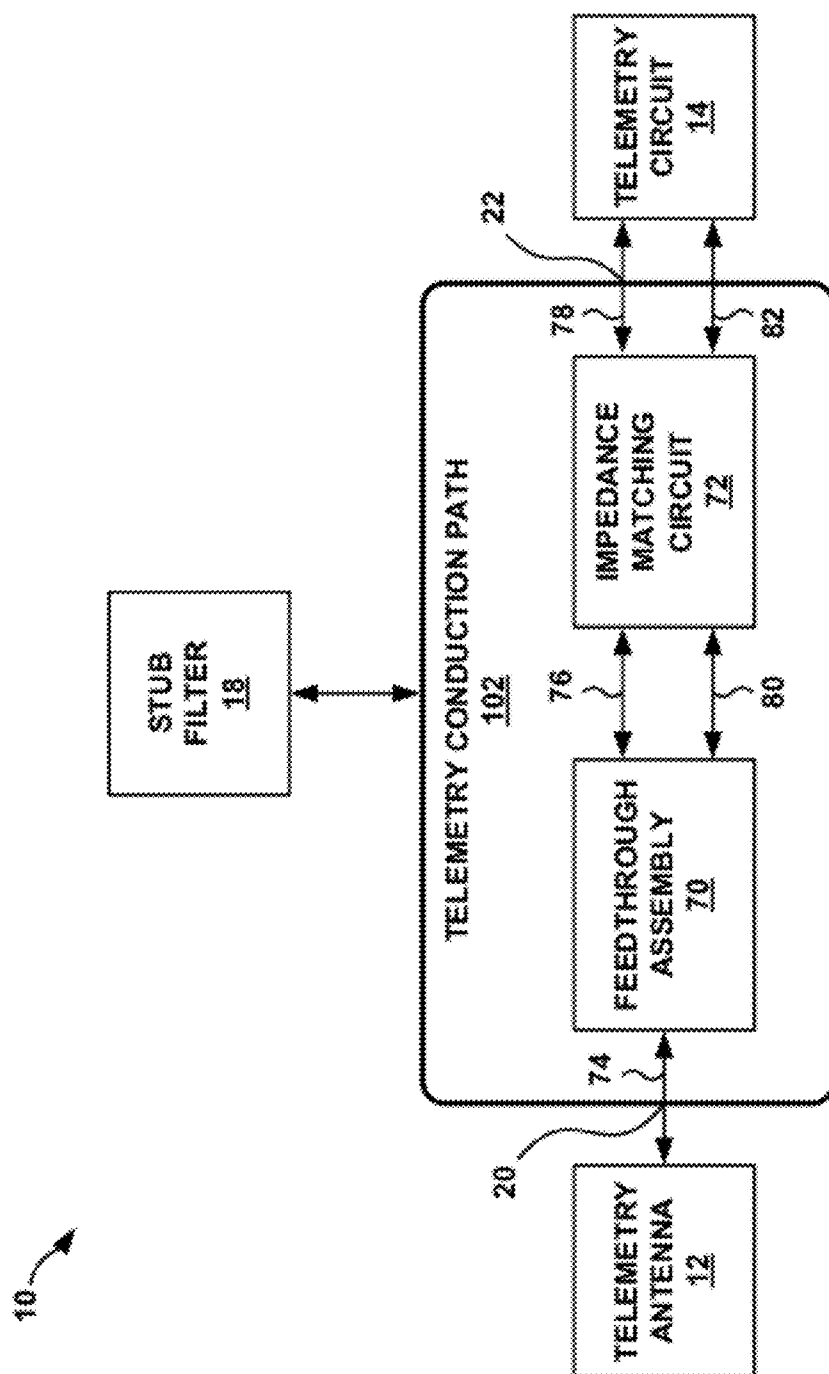 10
STUB
FILTER
18
TELEMETRY CONDUCTION PATH
102
TELEMETRY
ANTENNA
12
20
74
FEEDTHROUGH
ASSEMBLY
70
76
80
IMPEDANCE
MATCHING
CIRCUIT
72
78
82
22
TELEMETRY
CIRCUIT
14